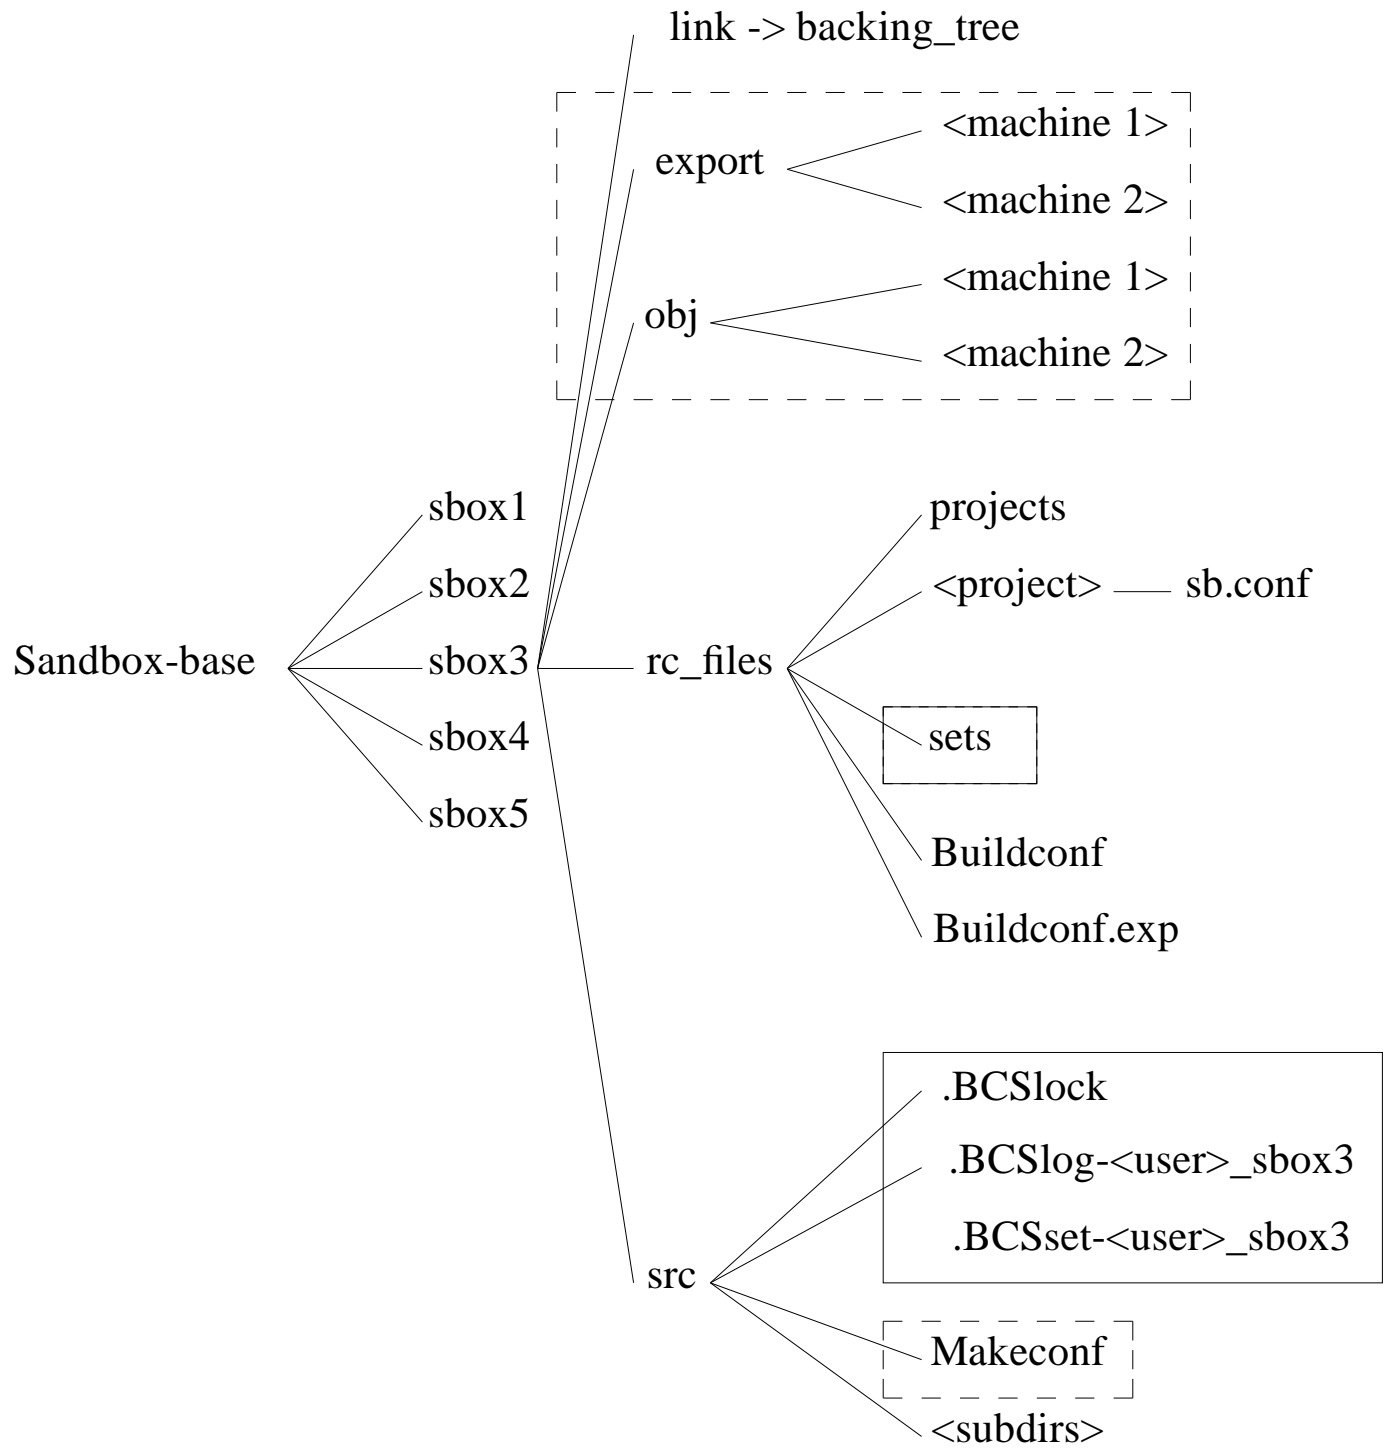 link -> backing_tree
<machine 1>
export
<machine 2>
<machine 1>
obj
<machine 2>
sbox1
projects
sbox2
<project>
sb.conf
Sandbox-base
sbox3
rc_files
sbox4
sets
sbox5
Buildconf
Buildconf.exp
.BCSlock
.BCSlog-<user>_sbox3
.BCSset-<user>_sbox3
src
Makeconf
<subdirs>